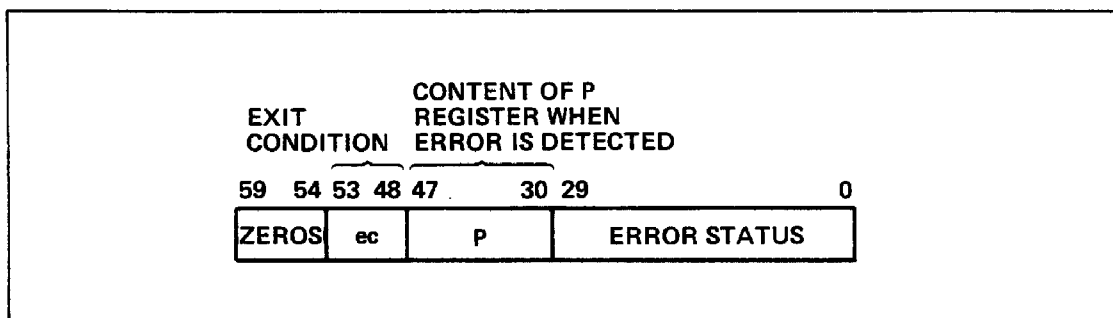 CONTENT OF P
EXIT REGISTER WHEN
CONDITION ERROR IS DETECTED
59 54 53 48 47 30 29 0
ZEROS ec P ERROR STATUS